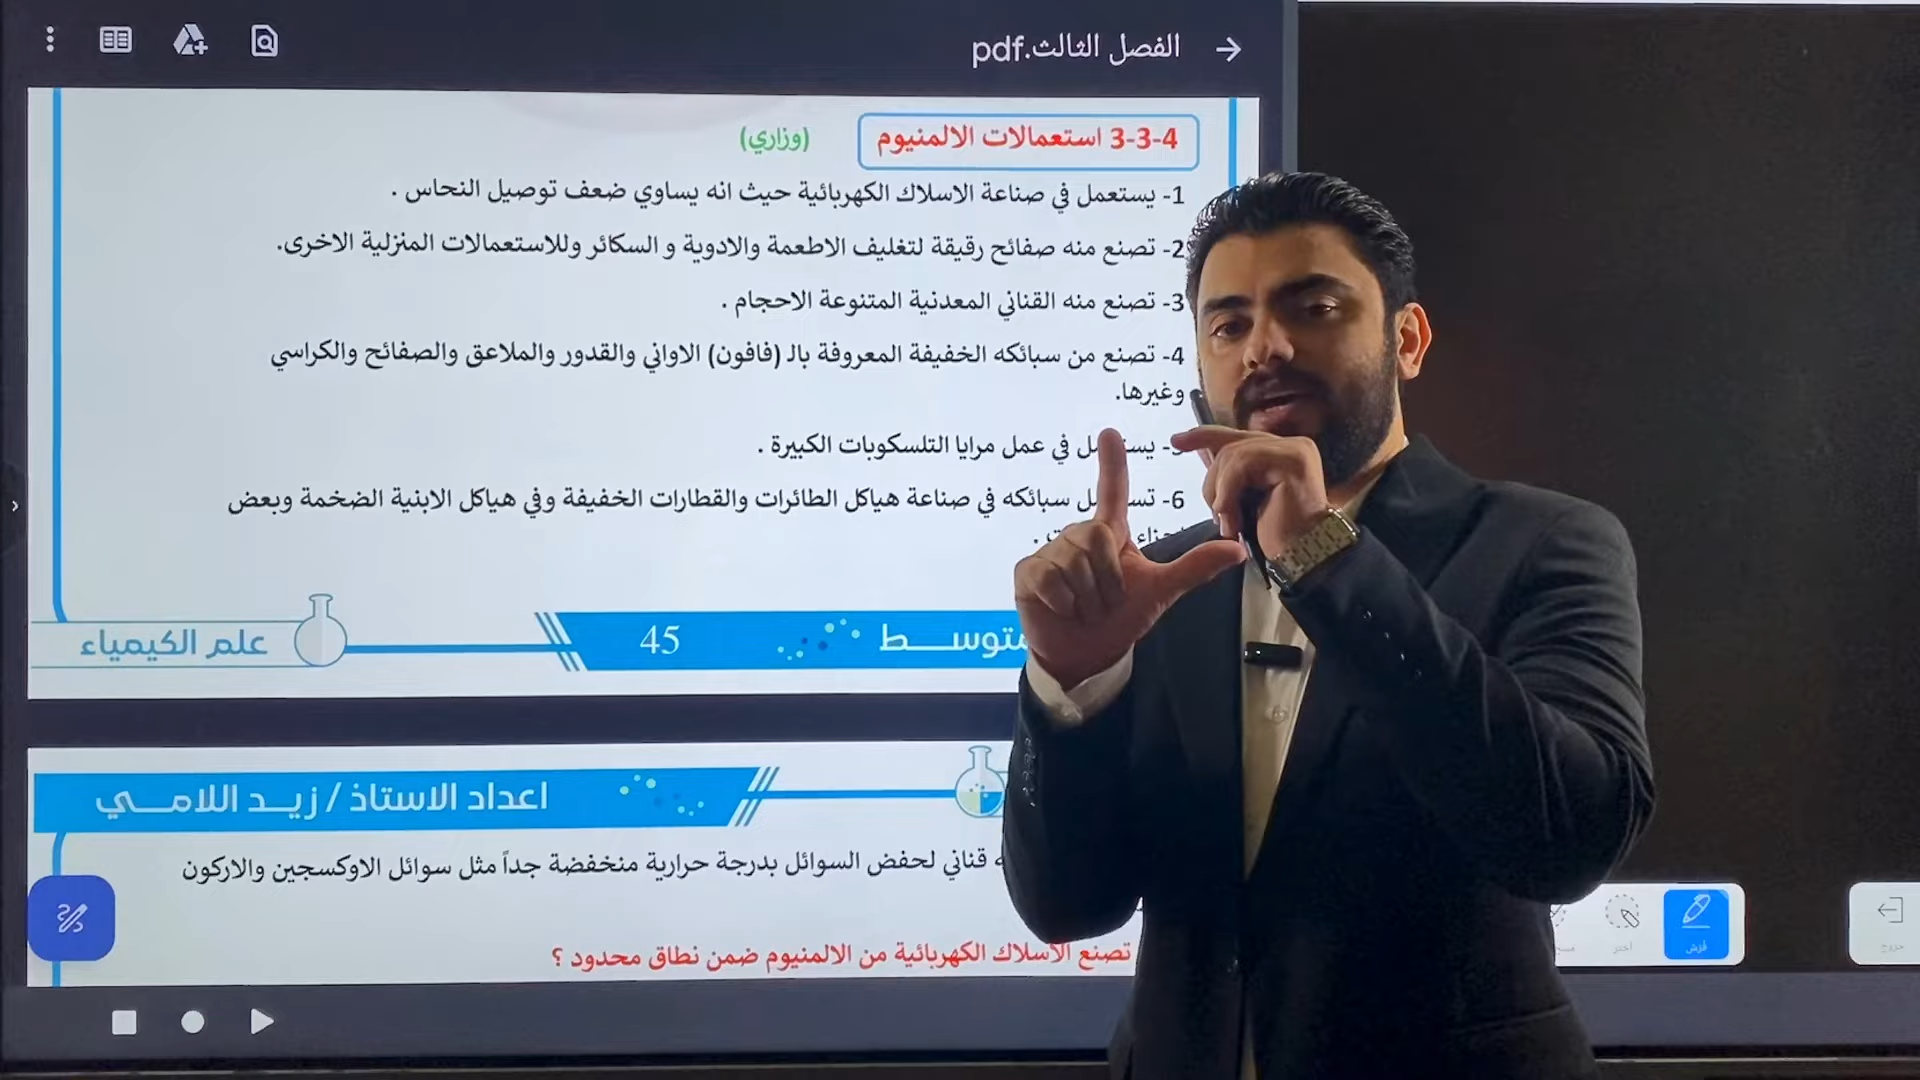 الفصل الثالث.pdf
3-3-4 استعمالات الالمنيوم
(وزاري)
1- يستعمل في صناعة الاسلاك الكهربائية حيث انه يساوي ضعف توصيل النحاس .
2- تصنع منه صفائح رقيقة لتغليف الاطعمة والادوية و السكائر وللاستعمالات المنزلية الاخرى.
3- تصنع منه القناني المعدنية المتنوعة الاحجام .
4- تصنع من سبائكه الخفيفة المعروفة بالـ (فافون) الاواني والقدور والملاعق والصفائح والكراسي
وغيرها.
في عمل مرايا التلسكوبات الكبيرة .
6- سبائكه في صناعة هياكل الطائرات والقطارات الخفيفة وفي هياكل الابنية الضخمة وبعض
45
علم الكيمياء
اعداد الاستاذ / زيد اللامي
قناني لحفض السوائل بدرجة حرارية منخفضة جداً مثل سوائل الاوكسجين والاركون
تصنع الاسلاك الكهربائية من الالمنيوم ضمن نطاق محدود ؟
اختر
خروج